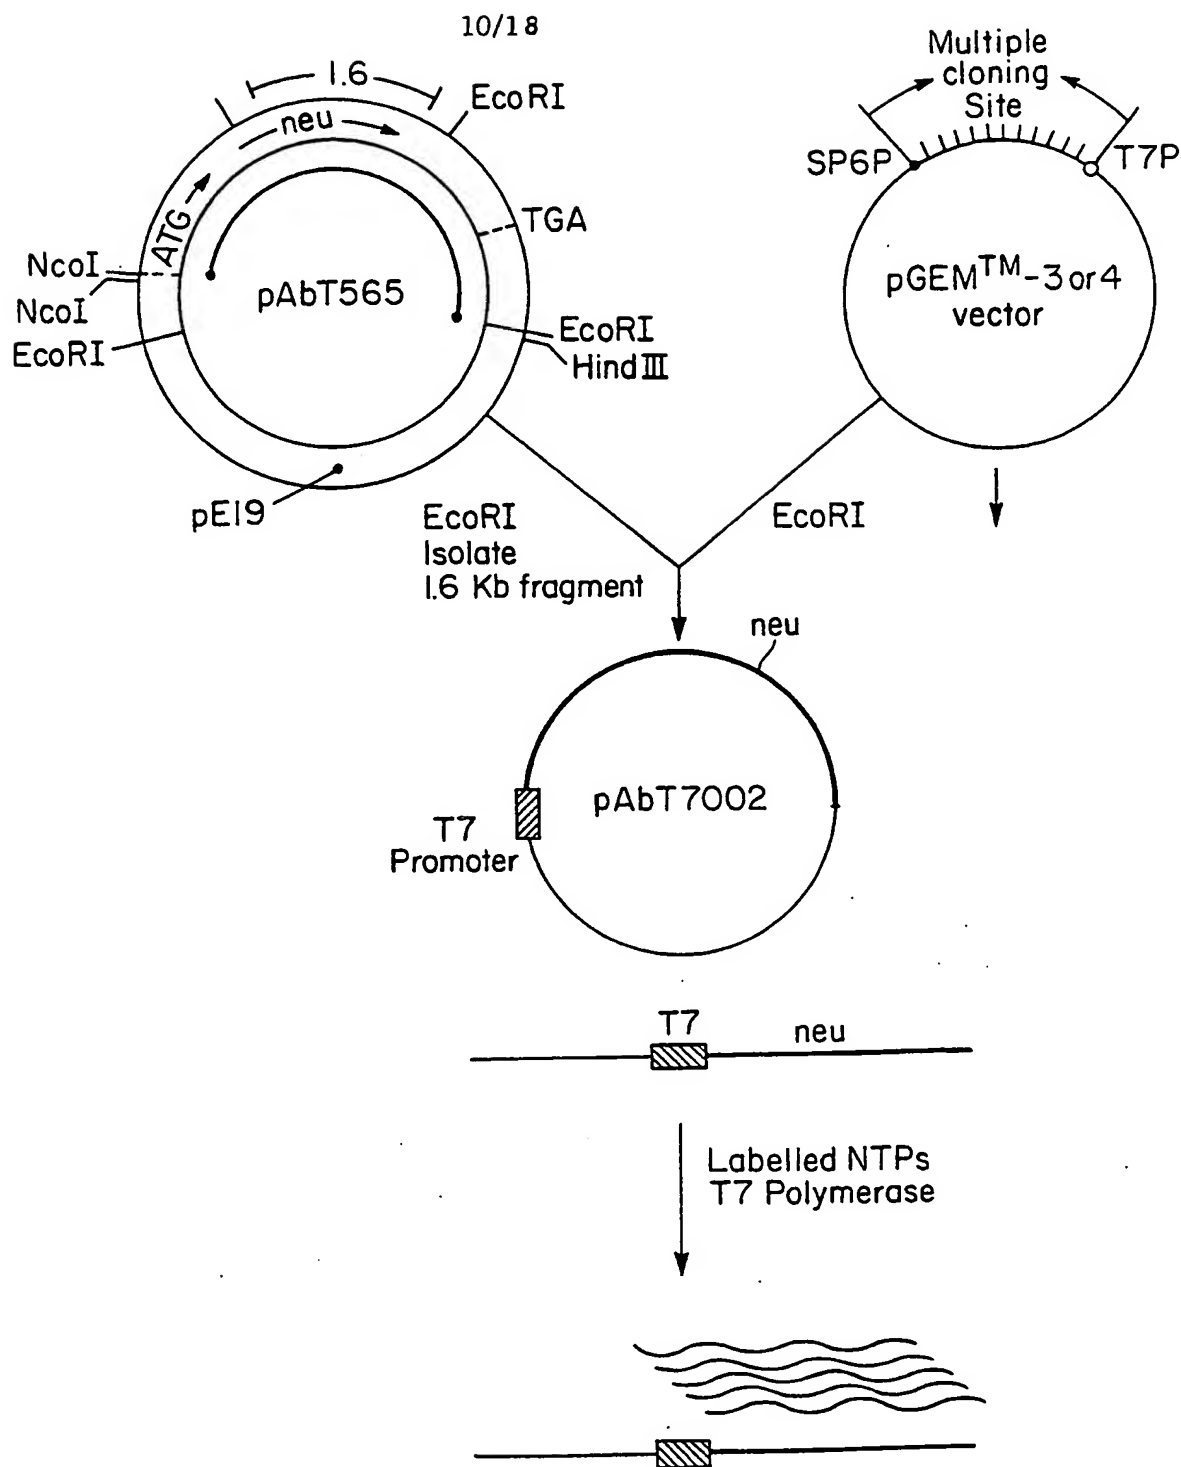 10/18
1.6
EcoRI
neu
ATG
TGA
NcoI
NcoI
EcoRI
pAbT565
EcoRI
HindIII
pE19
Multiple
cloning
Site
SP6P
T7P
pGEM™-3 or 4
vector
EcoRI
Isolate
1.6 Kb fragment
EcoRI
neu
pAbT7002
T7
Promoter
T7
neu
Labelled NTPs
T7 Polymerase